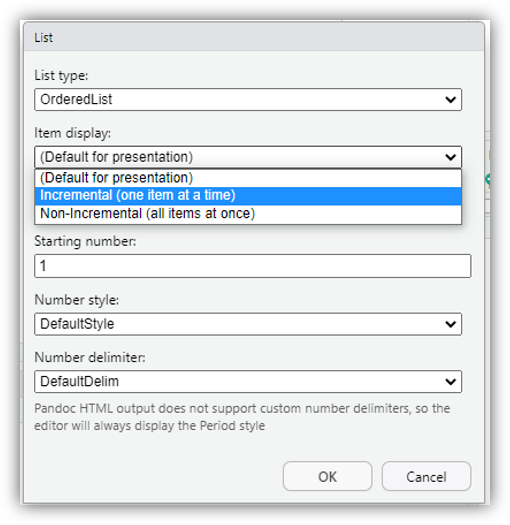 List
List type:
OrderedList
Item display:
(Default for presentation)
(Default for presentation)
Incremental (one item at a time)
Non-Incremental (all items at once)
Starting number:
1
Number style:
DefaultStyle
Number delimiter:
DefaultDelim
Pandoc HTML output does not support custom number delimiters, so the
editor will always display the Period style
OK
Cancel